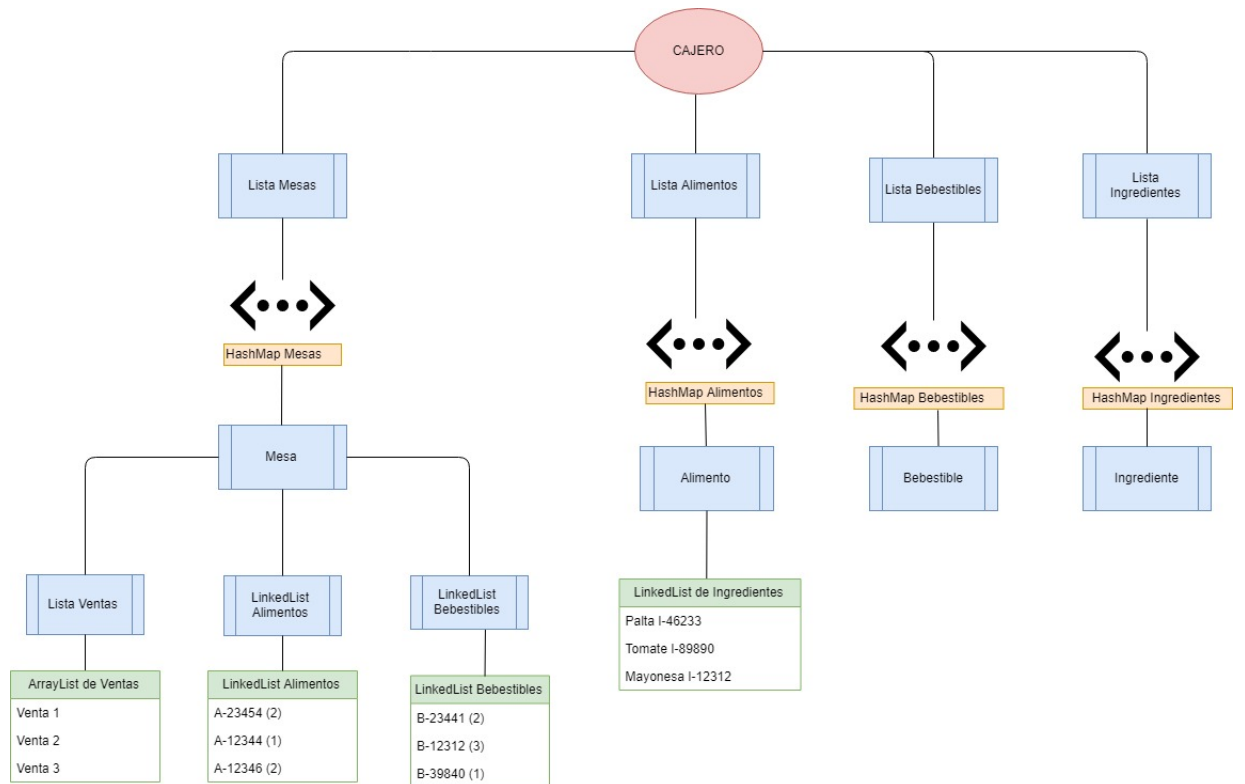 CAJERO
Lista Mesas
Lista Alimentos
Lista Bebestibles
Lista
Ingredientes
HashMap Mesas
HashMap Alimentos
HashMap Bebestibles
HashMap Ingredientes
Mesa
Alimento
Bebestible
Ingrediente
Lista Ventas
LinkedList
Alimentos
LinkedList
Bebestibles
LinkedList de Ingredientes
Palta I-46233
Tomate I-89890
Mayonesa I-12312
ArrayList de Ventas
Venta 1
Venta 2
Venta 3
LinkedList Alimentos
A-23454 (2)
A-12344 (1)
A-12346 (2)
LinkedList Bebestibles
B-23441 (2)
B-12312 (3)
B-39840 (1)